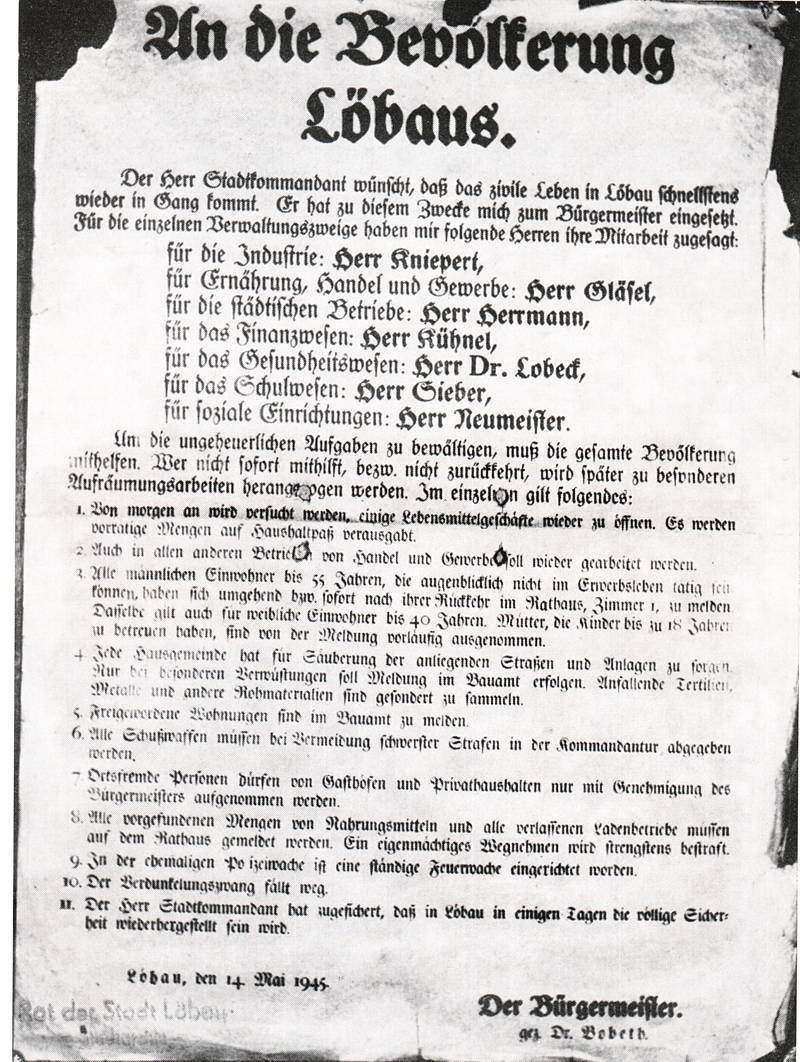 An die Bevölkerung
Löbaus.
Der Herr Stadtkommandant wünscht, daß das zivile Leben in Löbau schnellstens
wieder in Gang kommt. Er hat zu diesem Zwecke mich zum Bürgermeister eingesetzt.
Für die einzelnen Verwaltungszweige haben mir folgende Herren ihre Mitarbeit zugesagt:
für die Industrie: Herr Kniepert,
für Ernährung, Handel und Gewerbe: Herr Gläsel,
für die städtischen Betriebe: Herr Herrmann,
für das Finanzwesen: Herr Kühnel,
für das Gesundheitswesen: Herr Dr. Lobeck,
für das Schulwesen: Herr Sieber,
für soziale Einrichtungen: Herr Neumeister.
Um die ungeheuerlichen Aufgaben zu bewältigen, muß die gesamte Bevölkerung
mithelfen. Wer nicht sofort mithilft, bezw. nicht zurückkehrt, wird später zu besonderen
Aufräumungsarbeiten herangezogen werden. Im einzelnen gilt folgendes:
1. Von morgen an wird versucht werden, einige Lebensmittelgeschäfte wieder zu öffnen. Es werden
vorrätige Mengen auf Haushaltpaß verausgabt.
2. Auch in allen anderen Betrieben von Handel und Gewerbe soll wieder gearbeitet werden.
3. Alle männlichen Einwohner bis 55 Jahren, die augenblicklich nicht im Erwerbsleben tätig sein
können, haben sich umgehend bzw. sofort nach ihrer Rückkehr im Rathaus, Zimmer 1, zu melden.
Dasselbe gilt auch für weibliche Einwohner bis 40 Jahren. Mütter, die Kinder bis zu 18 Jahren
zu betreuen haben, sind von der Meldung vorläufig ausgenommen.
4. Jede Hausgemeinde hat für Säuberung der anliegenden Straßen und Anlagen zu sorgen.
Nur bei besonderen Verwüstungen soll Meldung im Bauamt erfolgen. Anfallende Textilien,
Metalle und andere Rohmaterialien sind gesondert zu sammeln.
5. Freigewordene Wohnungen sind im Bauamt zu melden.
6. Alle Schußwaffen müssen bei Vermeidung schwerster Strafen in der Kommandantur abgegeben
werden.
7. Ortsfremde Personen dürfen von Gasthöfen und Privathaushalten nur mit Genehmigung des
Bürgermeisters aufgenommen werden.
8. Alle vorgefundenen Mengen von Nahrungsmitteln und alle verlassenen Ladenbetriebe müssen
auf dem Rathaus gemeldet werden. Ein eigenmächtiges Wegnehmen wird strengstens bestraft.
9. In der ehemaligen Polizeiwache ist eine ständige Feuerwache eingerichtet worden.
10. Der Verdunkelungszwang fällt weg.
11. Der Herr Stadtkommandant hat zugesichert, daß in Löbau in einigen Tagen die völlige Sicher-
heit wiederhergestellt sein wird.
Löbau, den 14. Mai 1945.
Der Bürgermeister.
gez. Dr. Bobeth.
Rat der Stadt Löbau